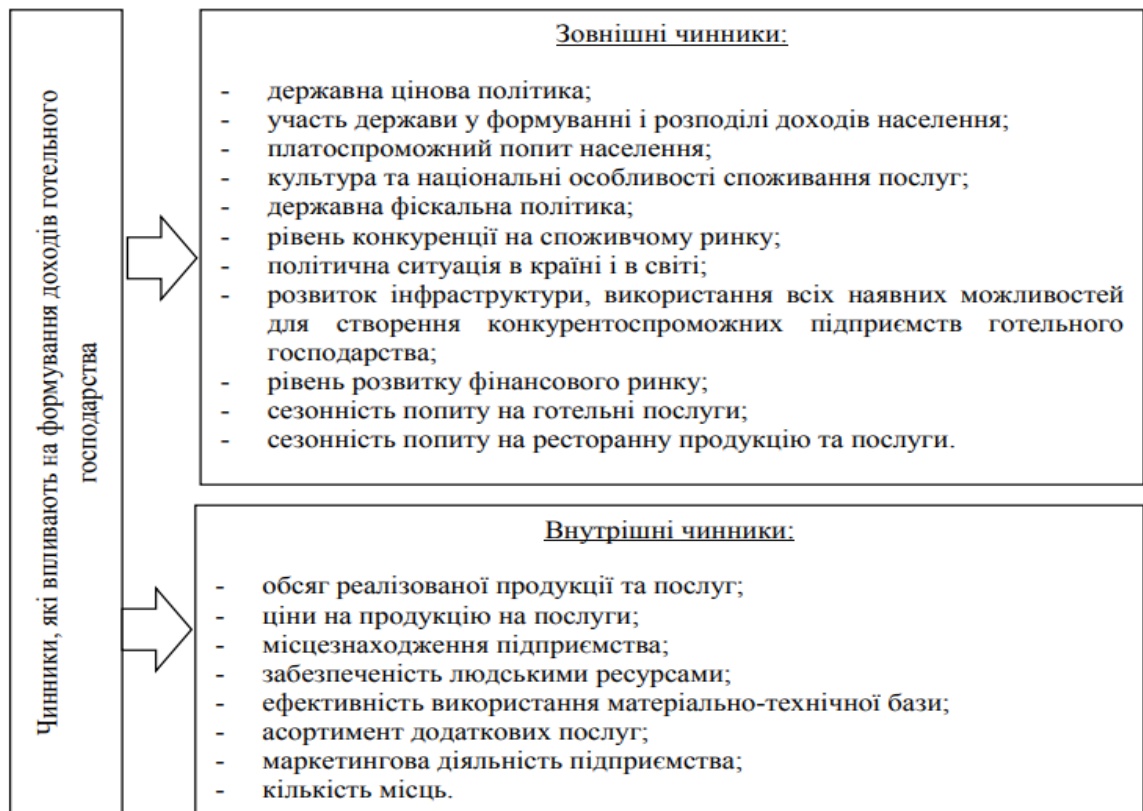 Чинники, які впливають на формування доходів готельного
господарства
Зовнішні чинники:
- державна цінова політика;
- участь держави у формуванні і розподілі доходів населення;
- платоспроможний попит населення;
- культура та національні особливості споживання послуг;
- державна фіскальна політика;
- рівень конкуренції на споживчому ринку;
- політична ситуація в країні і в світі;
- розвиток інфраструктури, використання всіх наявних можливостей
для створення конкурентоспроможних підприємств готельного
господарства;
- рівень розвитку фінансового ринку;
- сезонність попиту на готельні послуги;
- сезонність попиту на ресторанну продукцію та послуги.
Внутрішні чинники:
- обсяг реалізованої продукції та послуг;
- ціни на продукцію на послуги;
- місцезнаходження підприємства;
- забезпеченість людськими ресурсами;
- ефективність використання матеріально-технічної бази;
- асортимент додаткових послуг;
- маркетингова діяльність підприємства;
- кількість місць.